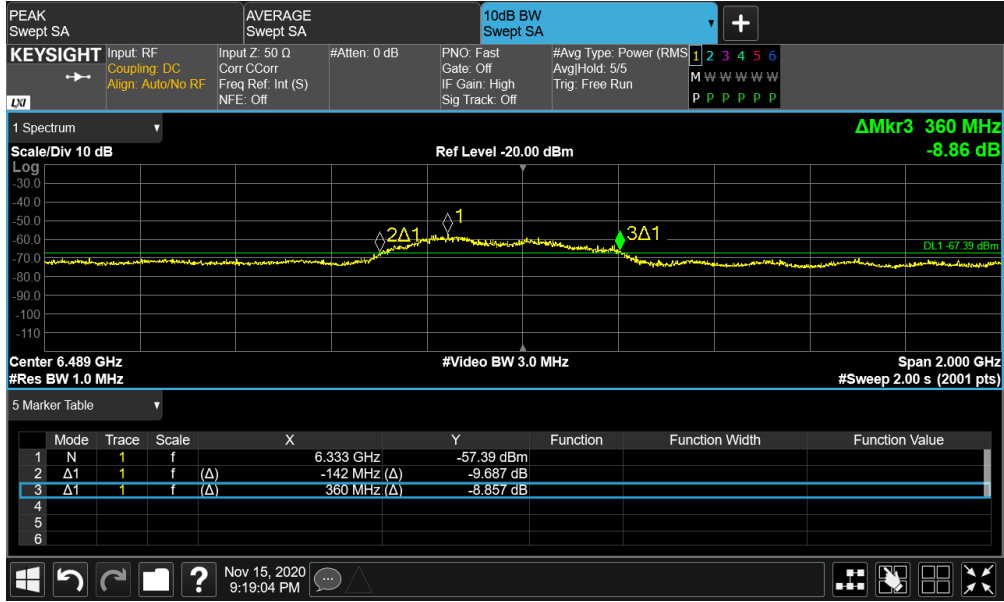 PEAK
Swept SA
AVERAGE
Swept SA
10dB BW
Swept SA
KEYSIGHT
LXI
Input: RF
Coupling: DC
Align: Auto/No RF
Input Z: 50 Ω
Corr CCorr
Freq Ref: Int (S)
NFE: Off
#Atten: 0 dB
PNO: Fast
Gate: Off
IF Gain: High
Sig Track: Off
#Avg Type: Power (RMS
Avg|Hold: 5/5
Trig: Free Run
1 2 3 4 5 6
M W W W W W
P P P P P P
1 Spectrum
ΔMkr3 360 MHz
-8.86 dB
Scale/Div 10 dB
Ref Level -20.00 dBm
Log
-30.0
-40.0
-50.0
-60.0
-70.0
-80.0
-90.0
-100
-110
2Δ1
1
3Δ1
DL1 -67.39 dBm
Center 6.489 GHz
#Video BW 3.0 MHz
Span 2.000 GHz
#Res BW 1.0 MHz
#Sweep 2.00 s (2001 pts)
5 Marker Table
Mode Trace Scale X Y Function Function Width Function Value
1 N 1 f 6.333 GHz -57.39 dBm
2 Δ1 1 f (Δ) -142 MHz (Δ) -9.687 dB
3 Δ1 1 f (Δ) 360 MHz (Δ) -8.857 dB
4
5
6
?
Nov 15, 2020
9:19:04 PM